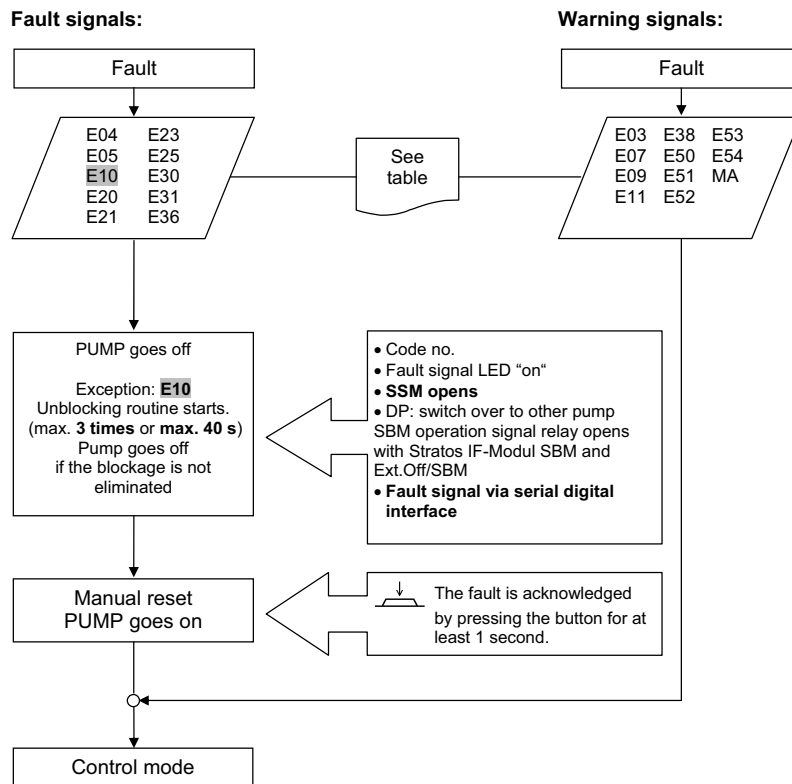 Fault signals:
Warning signals:
Fault
Fault
E04 E23
E05 E25
E10 E30
E20 E31
E21 E36
See
table
E03 E38 E53
E07 E50 E54
E09 E51 MA
E11 E52
PUMP goes off
Exception: E10
Unblocking routine starts.
(max. 3 times or max. 40 s)
Pump goes off
if the blockage is not
eliminated
• Code no.
• Fault signal LED “on“
• SSM opens
• DP: switch over to other pump
SBM operation signal relay opens
with Stratos IF-Modul SBM and
Ext.Off/SBM
• Fault signal via serial digital
interface
Manual reset
PUMP goes on
The fault is acknowledged
by pressing the button for at
least 1 second.
Control mode